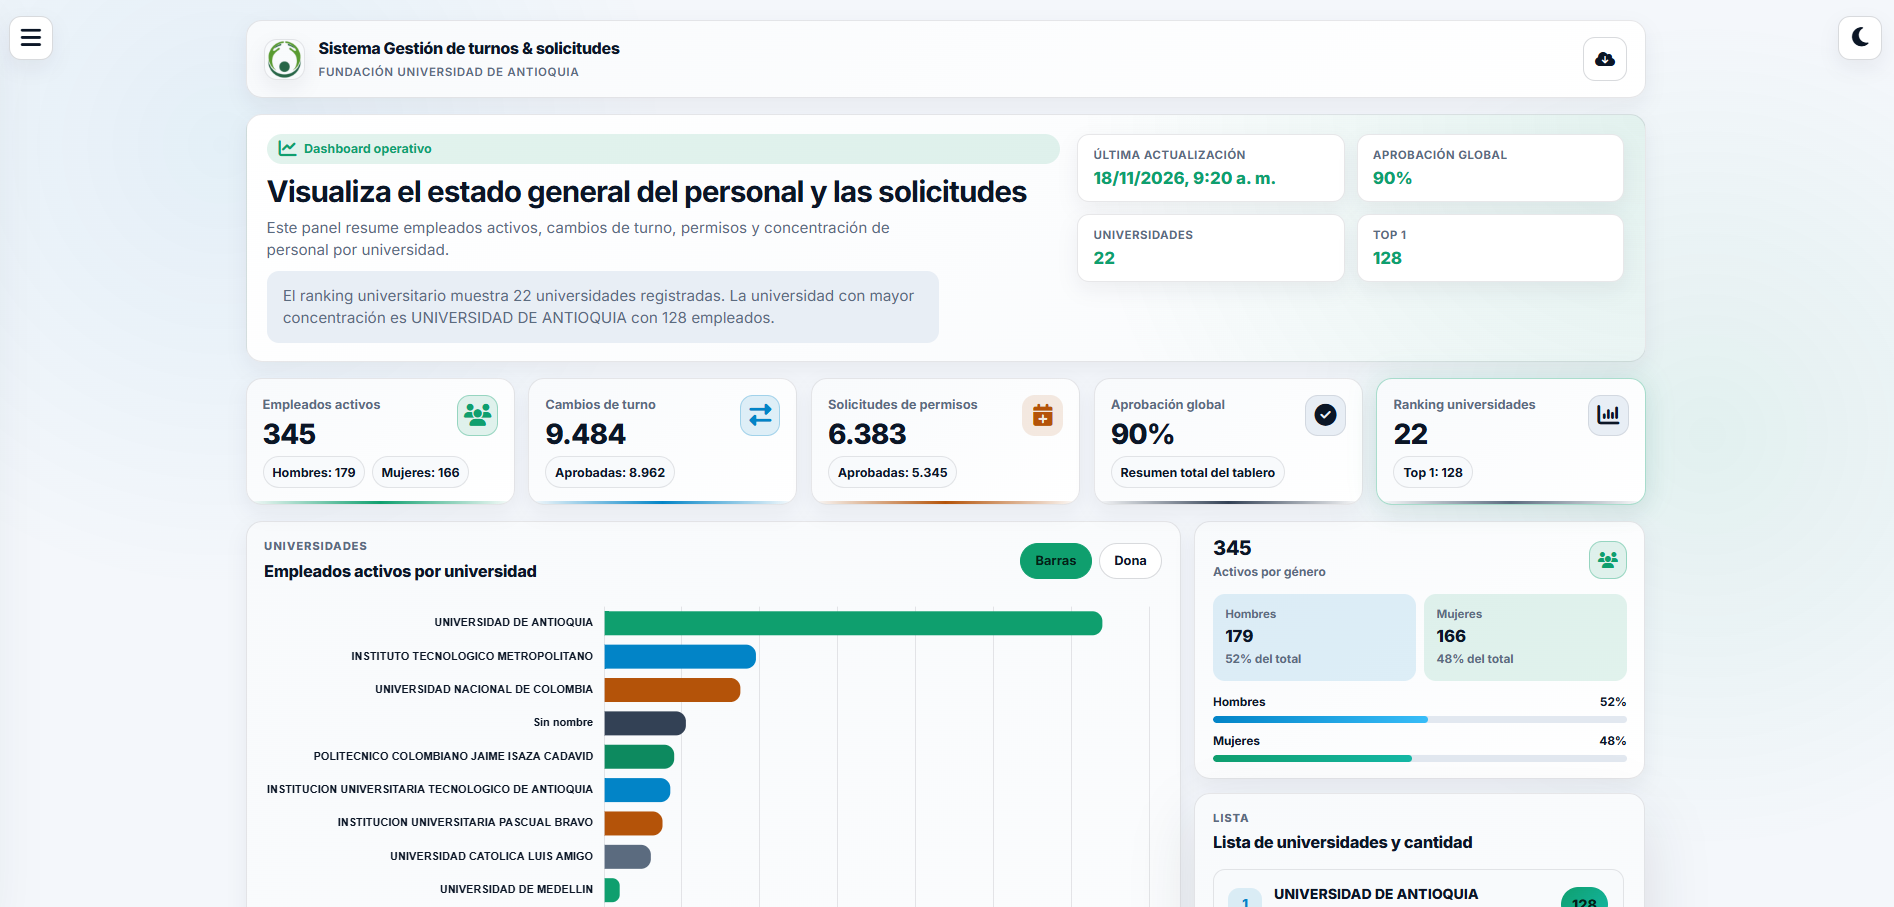 Sistema Gestión de turnos & solicitudes
FUNDACIÓN UNIVERSIDAD DE ANTIOQUIA
Dashboard operativo
Visualiza el estado general del personal y las solicitudes
Este panel resume empleados activos, cambios de turno, permisos y concentración de
personal por universidad.
El ranking universitario muestra 22 universidades registradas. La universidad con mayor
concentración es UNIVERSIDAD DE ANTIOQUIA con 128 empleados.
ÚLTIMA ACTUALIZACIÓN
18/11/2026, 9:20 a. m.
APROBACIÓN GLOBAL
90%
UNIVERSIDADES
22
TOP 1
128
Empleados activos
345
Hombres: 179
Mujeres: 166
Cambios de turno
9.484
Aprobadas: 8.962
Solicitudes de permisos
6.383
Aprobadas: 5.345
Aprobación global
90%
Resumen total del tablero
Ranking universidades
22
Top 1: 128
UNIVERSIDADES
Empleados activos por universidad
Barras
Dona
UNIVERSIDAD DE ANTIOQUIA
INSTITUTO TECNOLOGICO METROPOLITANO
UNIVERSIDAD NACIONAL DE COLOMBIA
Sin nombre
POLITECNICO COLOMBIANO JAIME ISAZA CADAVID
INSTITUCION UNIVERSITARIA TECNOLOGICO DE ANTIOQUIA
INSTITUCION UNIVERSITARIA PASCUAL BRAVO
UNIVERSIDAD CATOLICA LUIS AMIGO
UNIVERSIDAD DE MEDELLIN
345
Activos por género
Hombres
179
52% del total
Mujeres
166
48% del total
Hombres
52%
Mujeres
48%
LISTA
Lista de universidades y cantidad
1
UNIVERSIDAD DE ANTIOQUIA
128